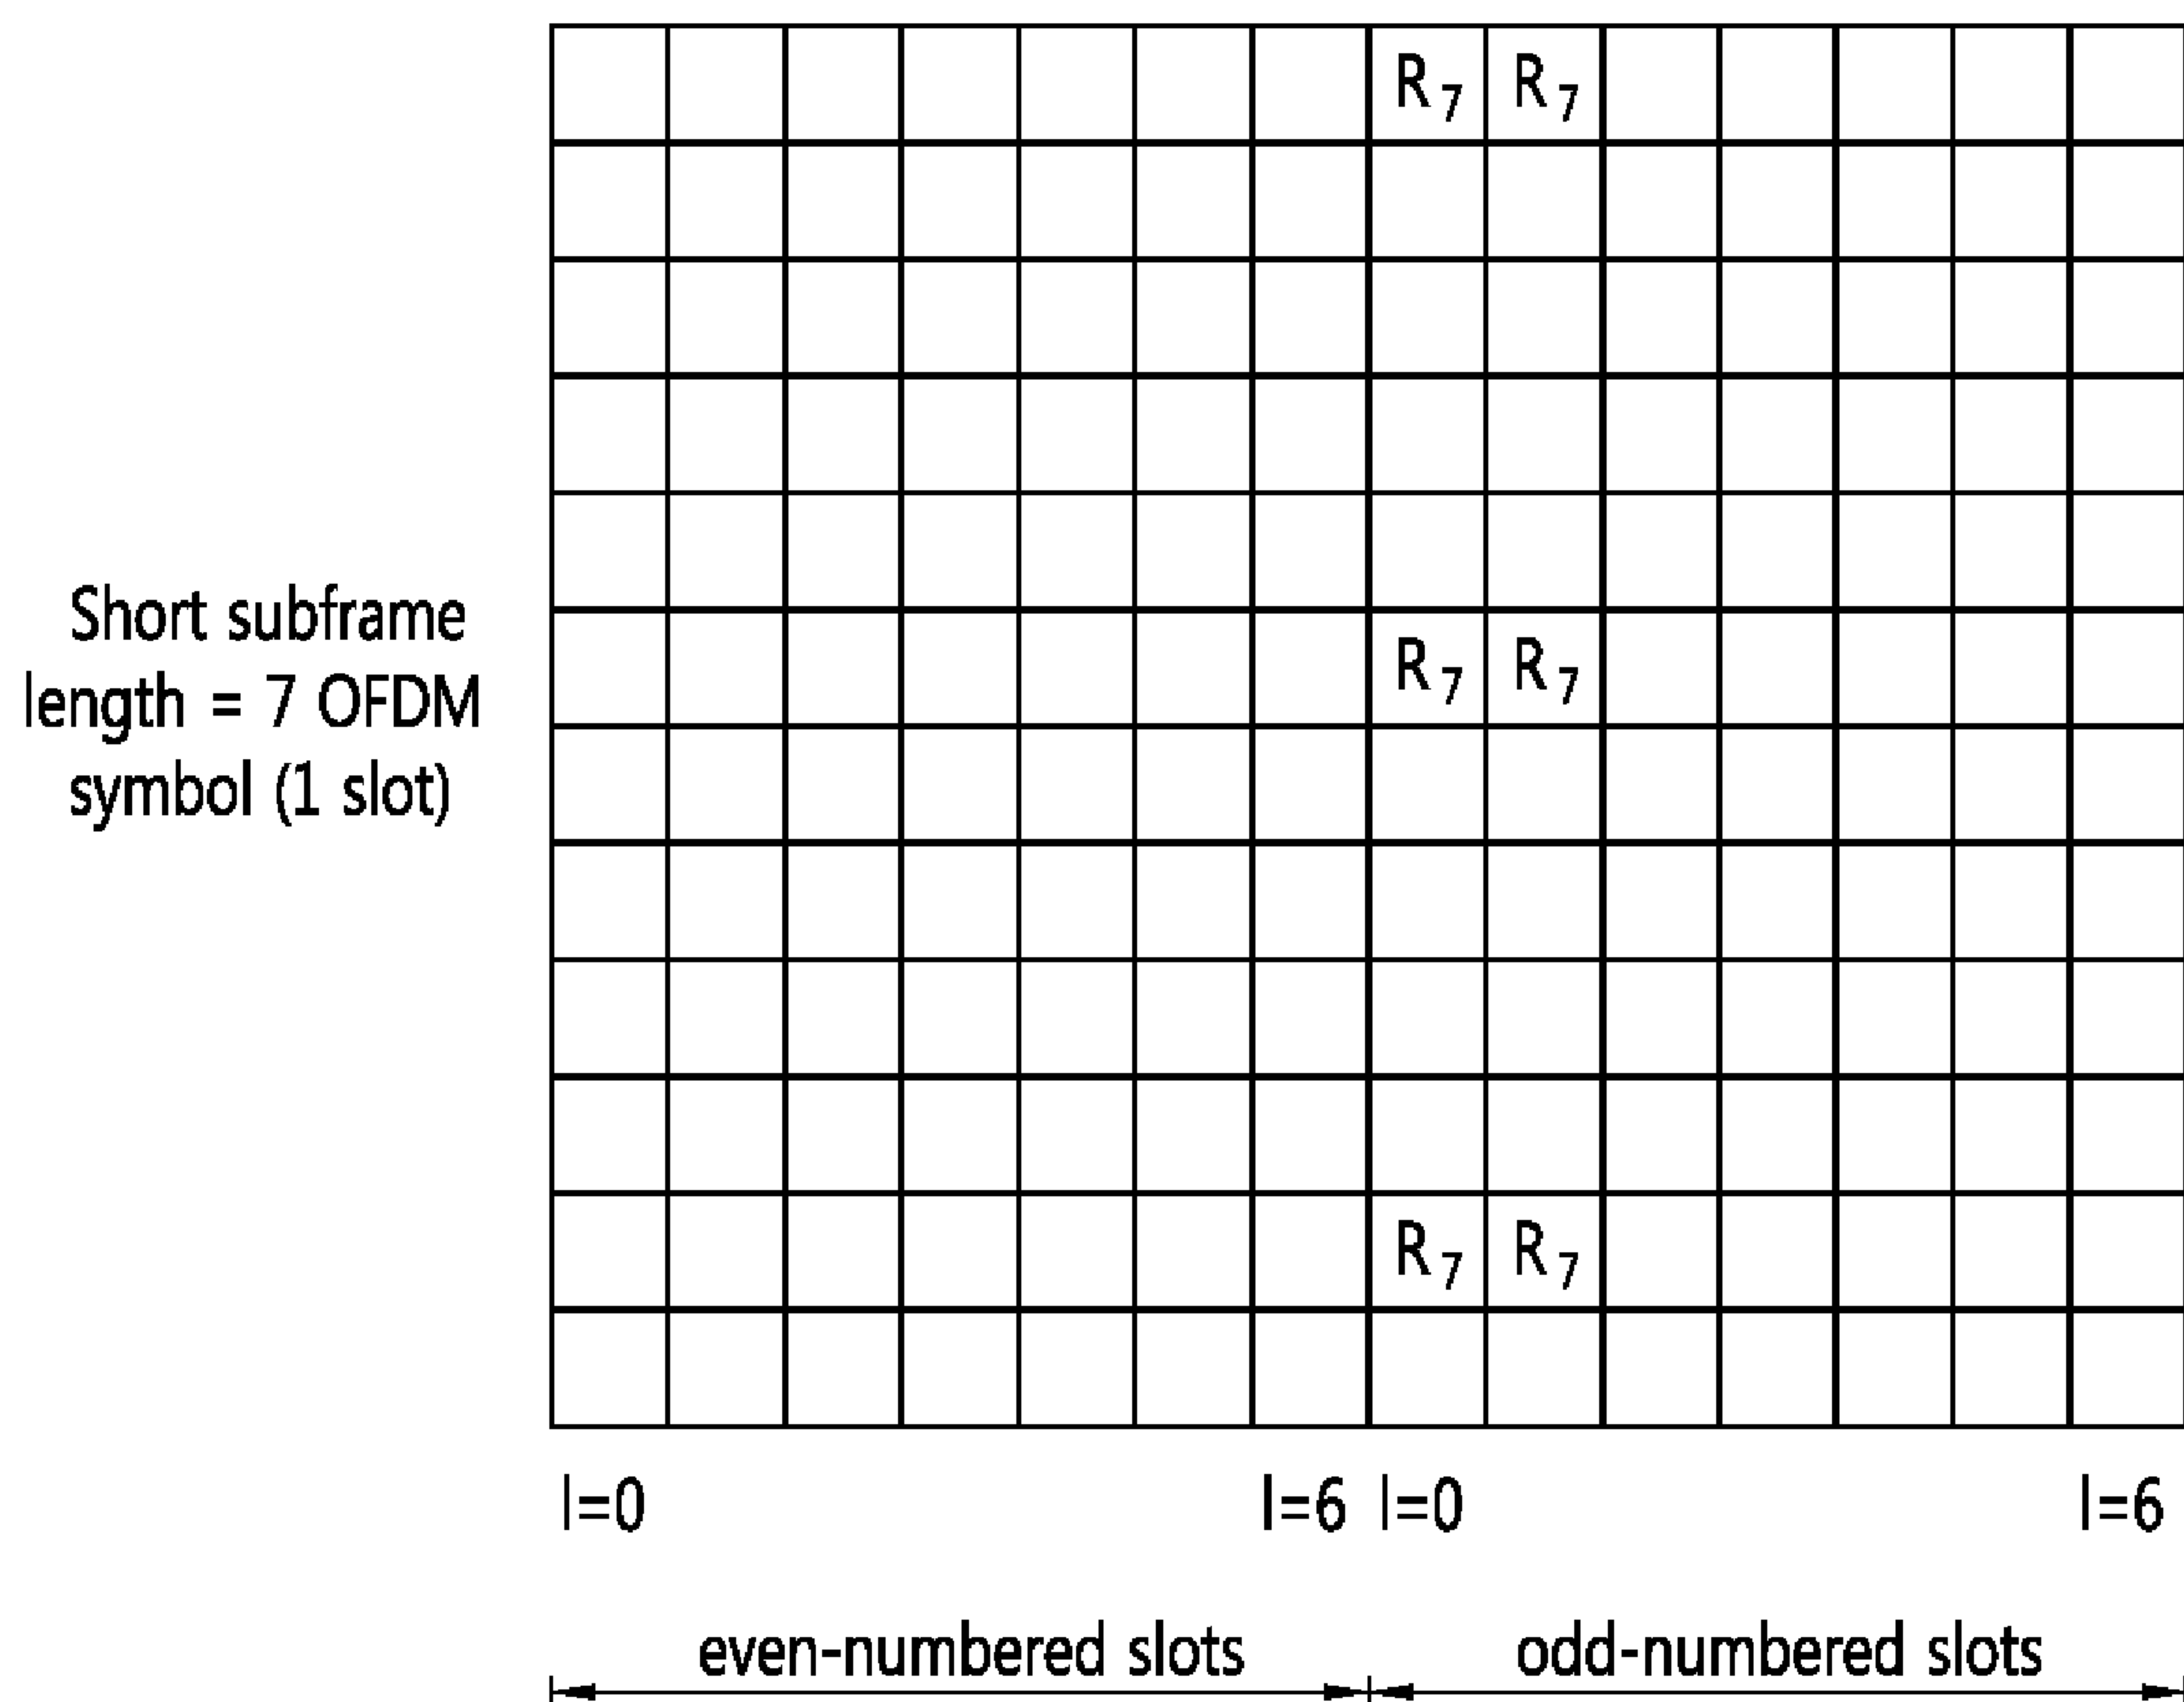 R7 R7
Short subframe
length = 7 OFDM
symbol (1 slot)
R7 R7
R7 R7
l=0 l=6 l=0 l=6
even-numbered slots odd-numbered slots